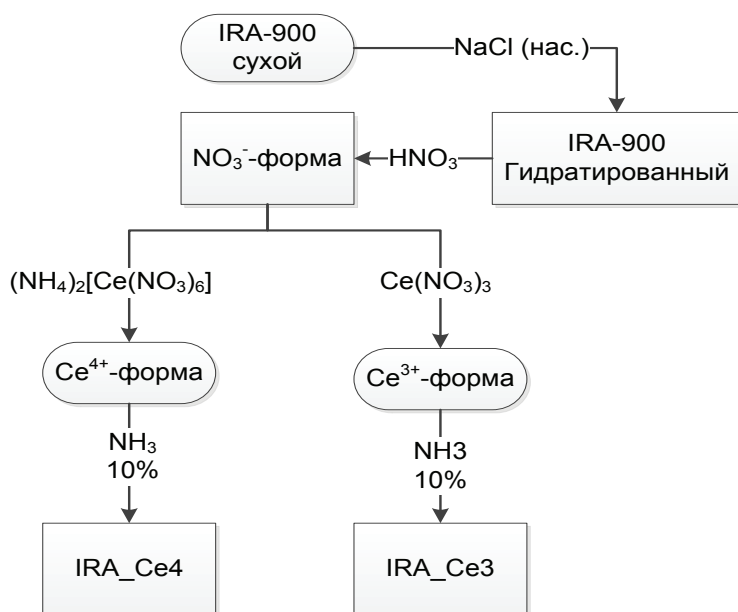 IRA-900
сухой
NaCl (нас.)
IRA-900
Гидратированный
HNO₃
NO₃⁻-форма
(NH₄)₂[Ce(NO₃)₆]
Ce(NO₃)₃
Ce⁴⁺-форма
Ce³⁺-форма
NH₃
10%
NH3
10%
IRA_Ce4
IRA_Ce3